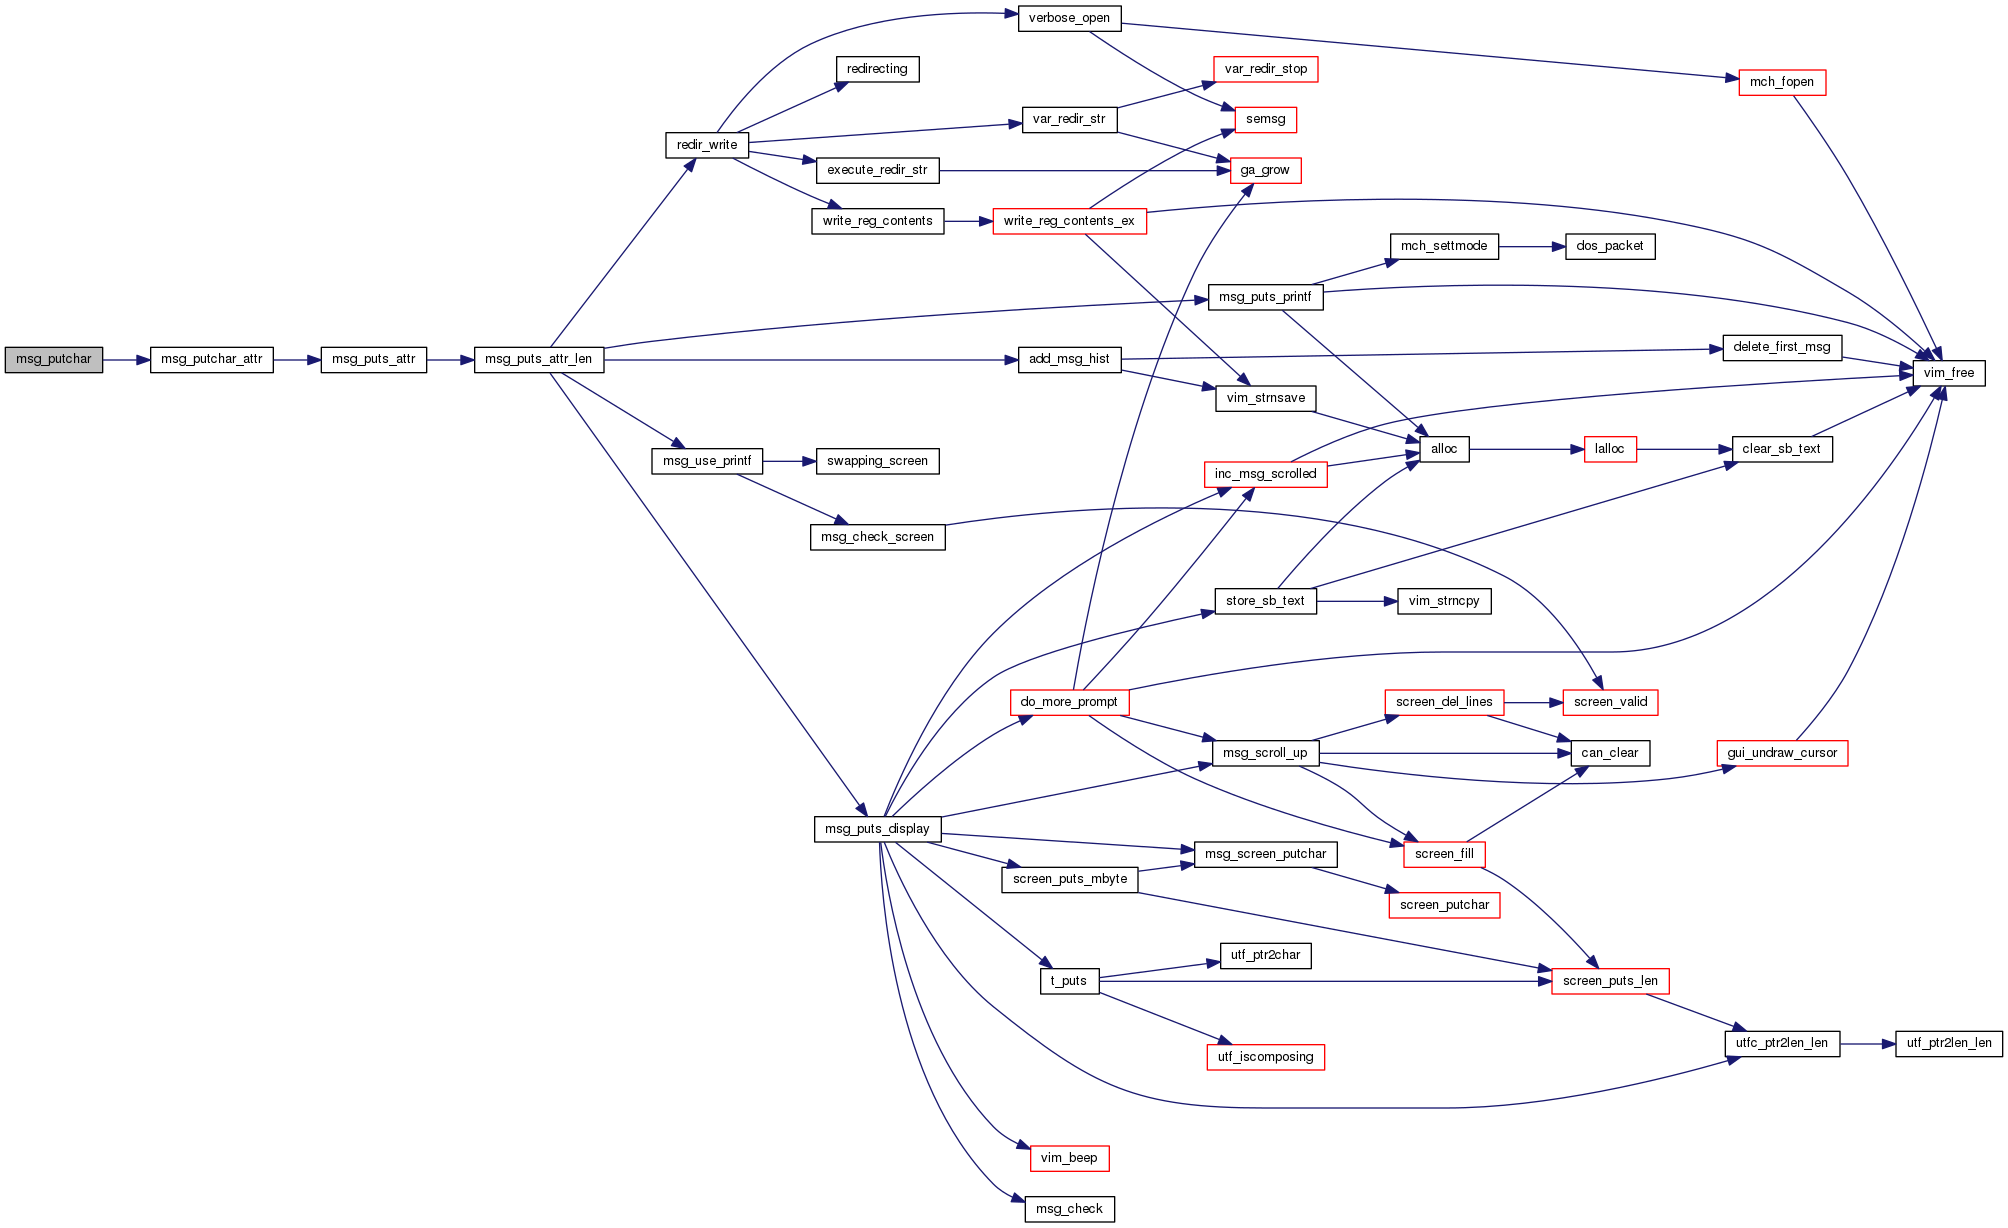 verbose_open
redirecting
var_redir_stop
mch_fopen
var_redir_str
semsg
redir_write
execute_redir_str
ga_grow
write_reg_contents
write_reg_contents_ex
mch_settmode
dos_packet
msg_puts_printf
msg_putchar
msg_putchar_attr
msg_puts_attr
msg_puts_attr_len
add_msg_hist
delete_first_msg
vim_free
vim_strnsave
msg_use_printf
swapping_screen
inc_msg_scrolled
alloc
lalloc
clear_sb_text
msg_check_screen
store_sb_text
vim_strncpy
do_more_prompt
screen_del_lines
screen_valid
msg_scroll_up
can_clear
gui_undraw_cursor
msg_puts_display
msg_screen_putchar
screen_fill
screen_puts_mbyte
screen_putchar
utf_ptr2char
t_puts
screen_puts_len
utf_iscomposing
utfc_ptr2len_len
utf_ptr2len_len
vim_beep
msg_check